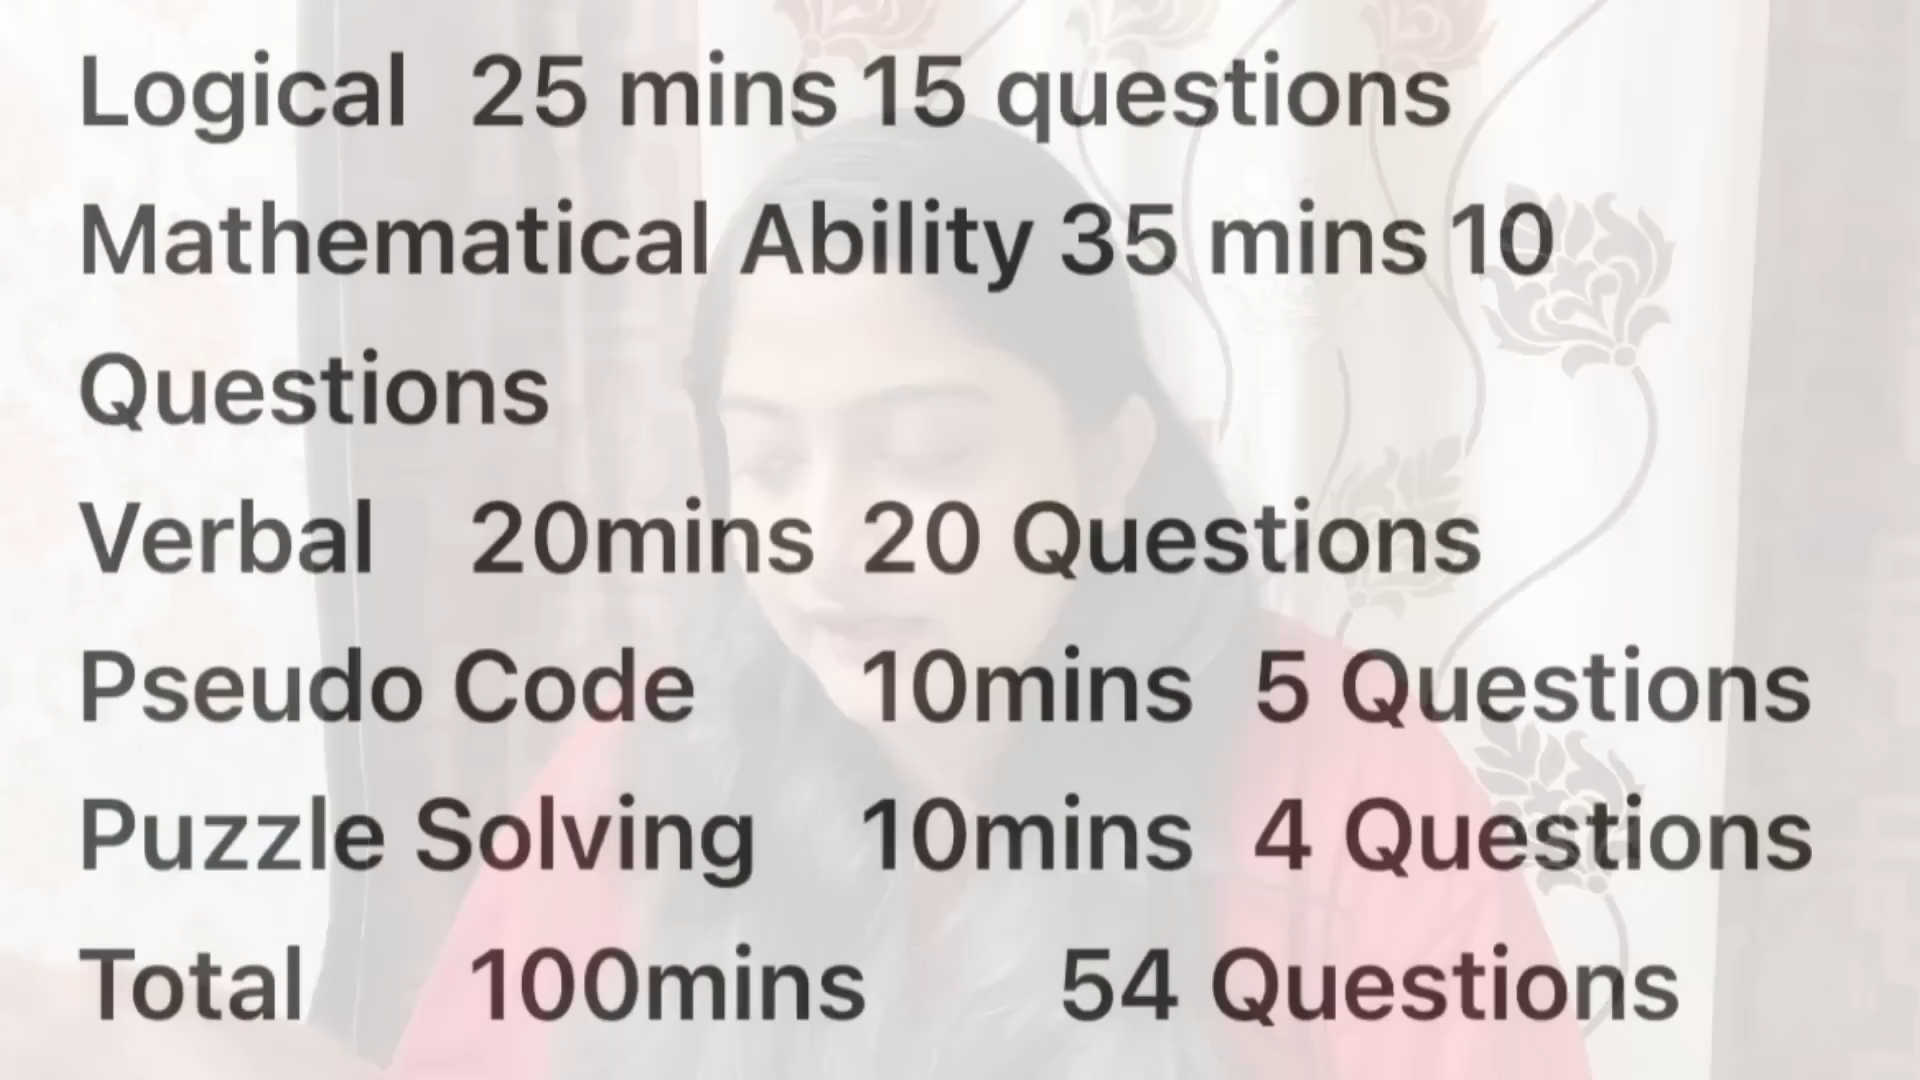 Logical 25 mins 15 questions
Mathematical Ability 35 mins 10
Questions
Verbal 20mins 20 Questions
Pseudo Code 10mins 5 Questions
Puzzle Solving 10mins 4 Questions
Total 100mins 54 Questions